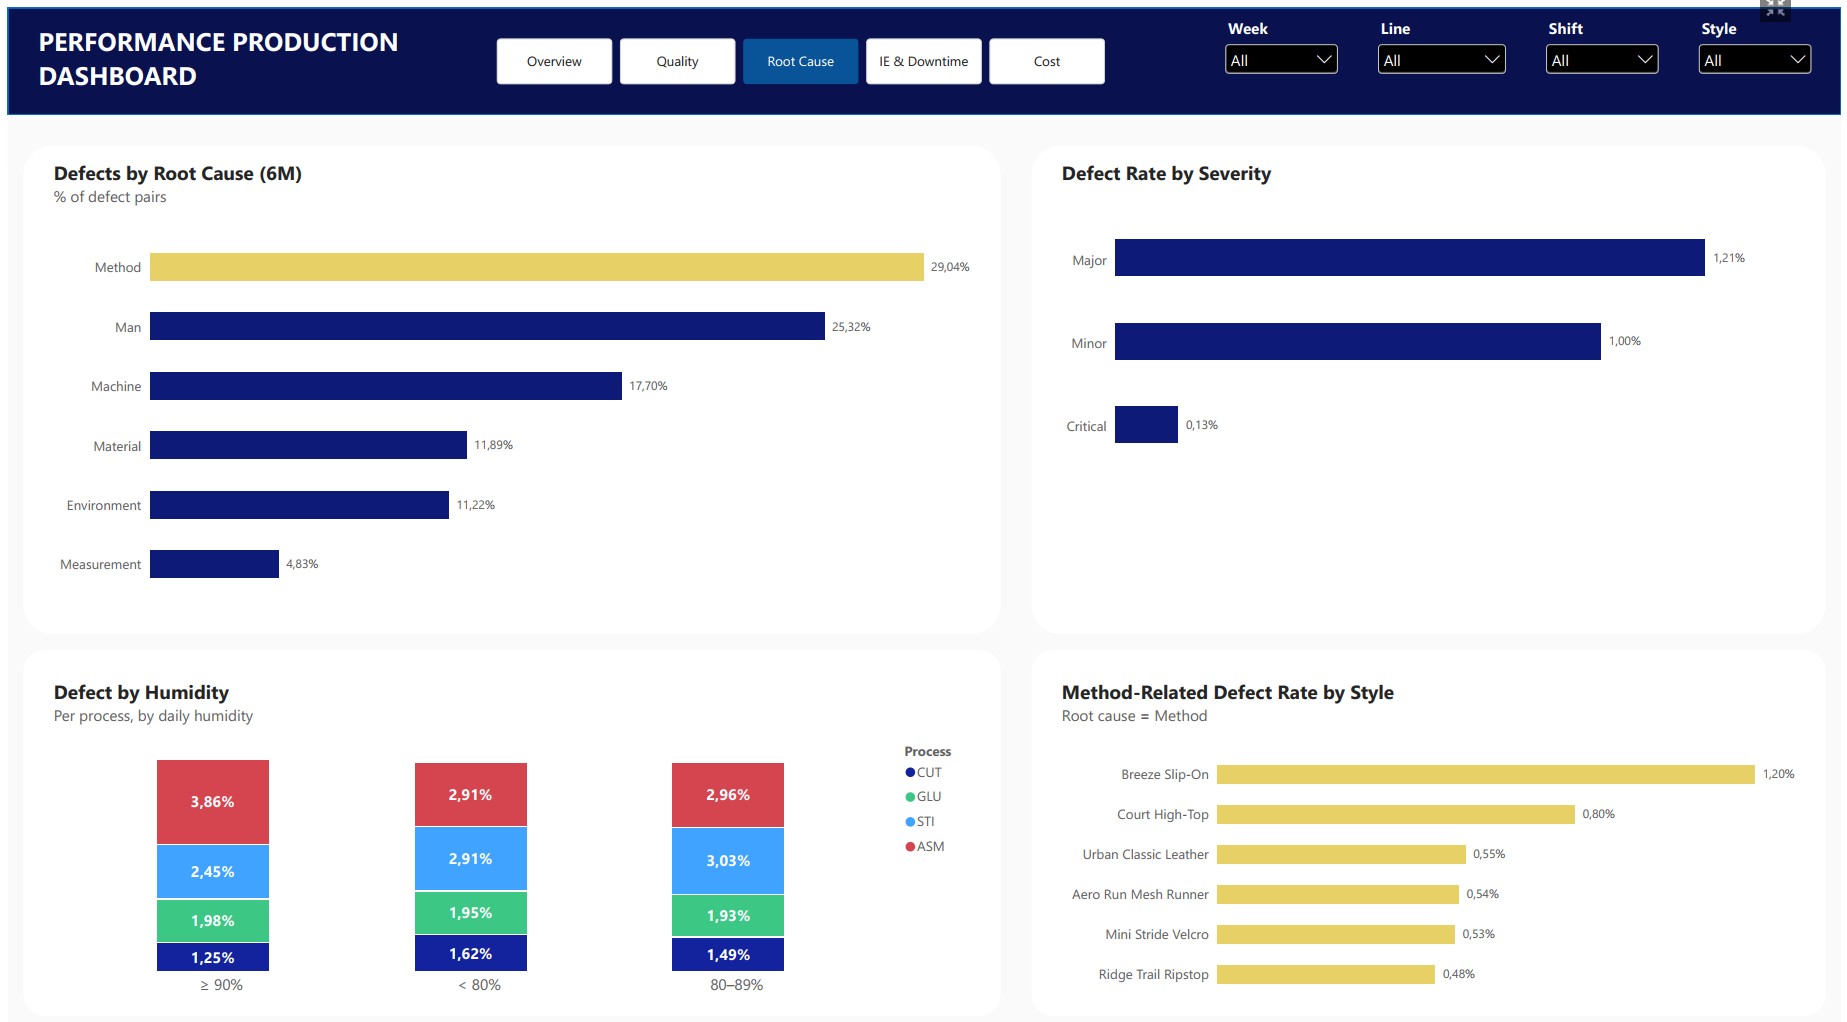 PERFORMANCE PRODUCTION
DASHBOARD
Overview
Quality
Root Cause
IE & Downtime
Cost
Week
Line
Shift
Style
All
All
All
All
Defects by Root Cause (6M)
% of defect pairs
Method 29,04%
Man 25,32%
Machine 17,70%
Material 11,89%
Environment 11,22%
Measurement 4,83%
Defect Rate by Severity
Major 1,21%
Minor 1,00%
Critical 0,13%
Defect by Humidity
Per process, by daily humidity
Process
CUT
GLU
STI
ASM
3,86%
2,45%
1,98%
1,25%
≥ 90%
2,91%
2,91%
1,95%
1,62%
< 80%
2,96%
3,03%
1,93%
1,49%
80–89%
Method-Related Defect Rate by Style
Root cause = Method
Breeze Slip-On 1,20%
Court High-Top 0,80%
Urban Classic Leather 0,55%
Aero Run Mesh Runner 0,54%
Mini Stride Velcro 0,53%
Ridge Trail Ripstop 0,48%